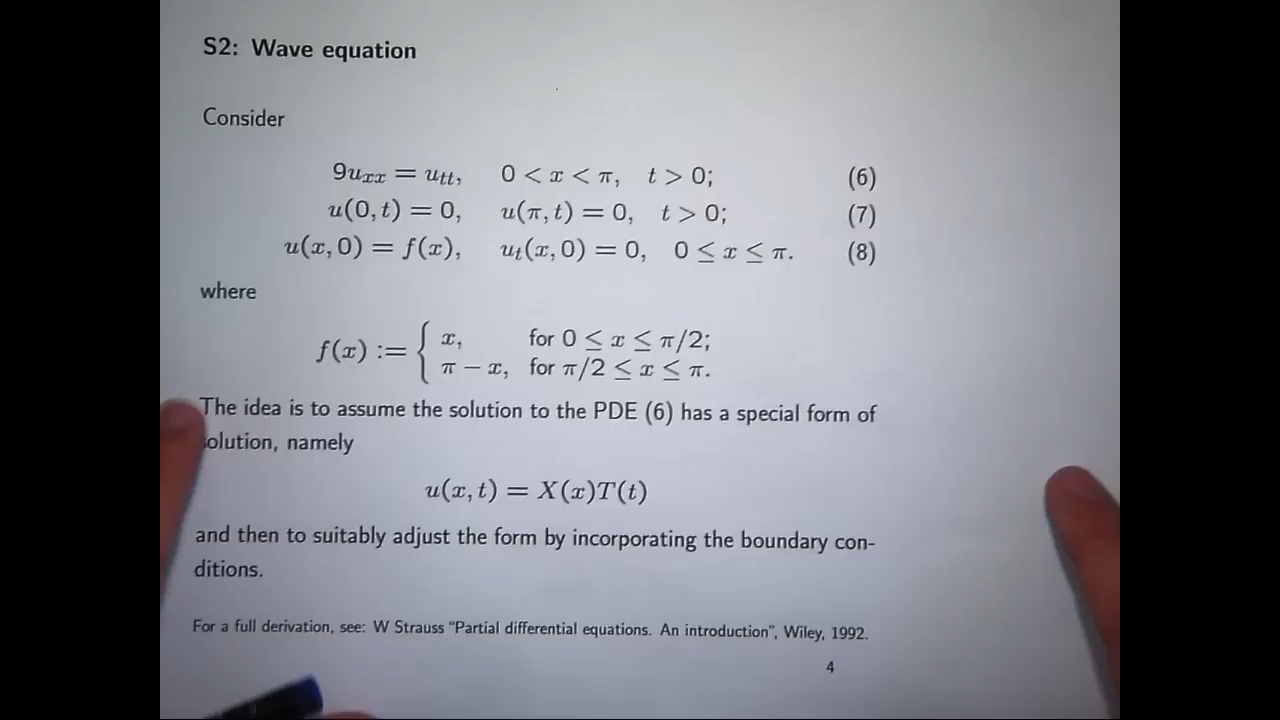 S2: Wave equation
Consider
9u_{xx} = u_{tt}, 0 < x < π, t > 0; (6)
u(0, t) = 0, u(π, t) = 0, t > 0; (7)
u(x, 0) = f(x), u_t(x, 0) = 0, 0 ≤ x ≤ π. (8)
where
f(x) := { x, for 0 ≤ x ≤ π/2;
π − x, for π/2 ≤ x ≤ π.
The idea is to assume the solution to the PDE (6) has a special form of
olution, namely
u(x, t) = X(x)T(t)
and then to suitably adjust the form by incorporating the boundary con-
ditions.
For a full derivation, see: W Strauss "Partial differential equations. An introduction", Wiley, 1992.
4